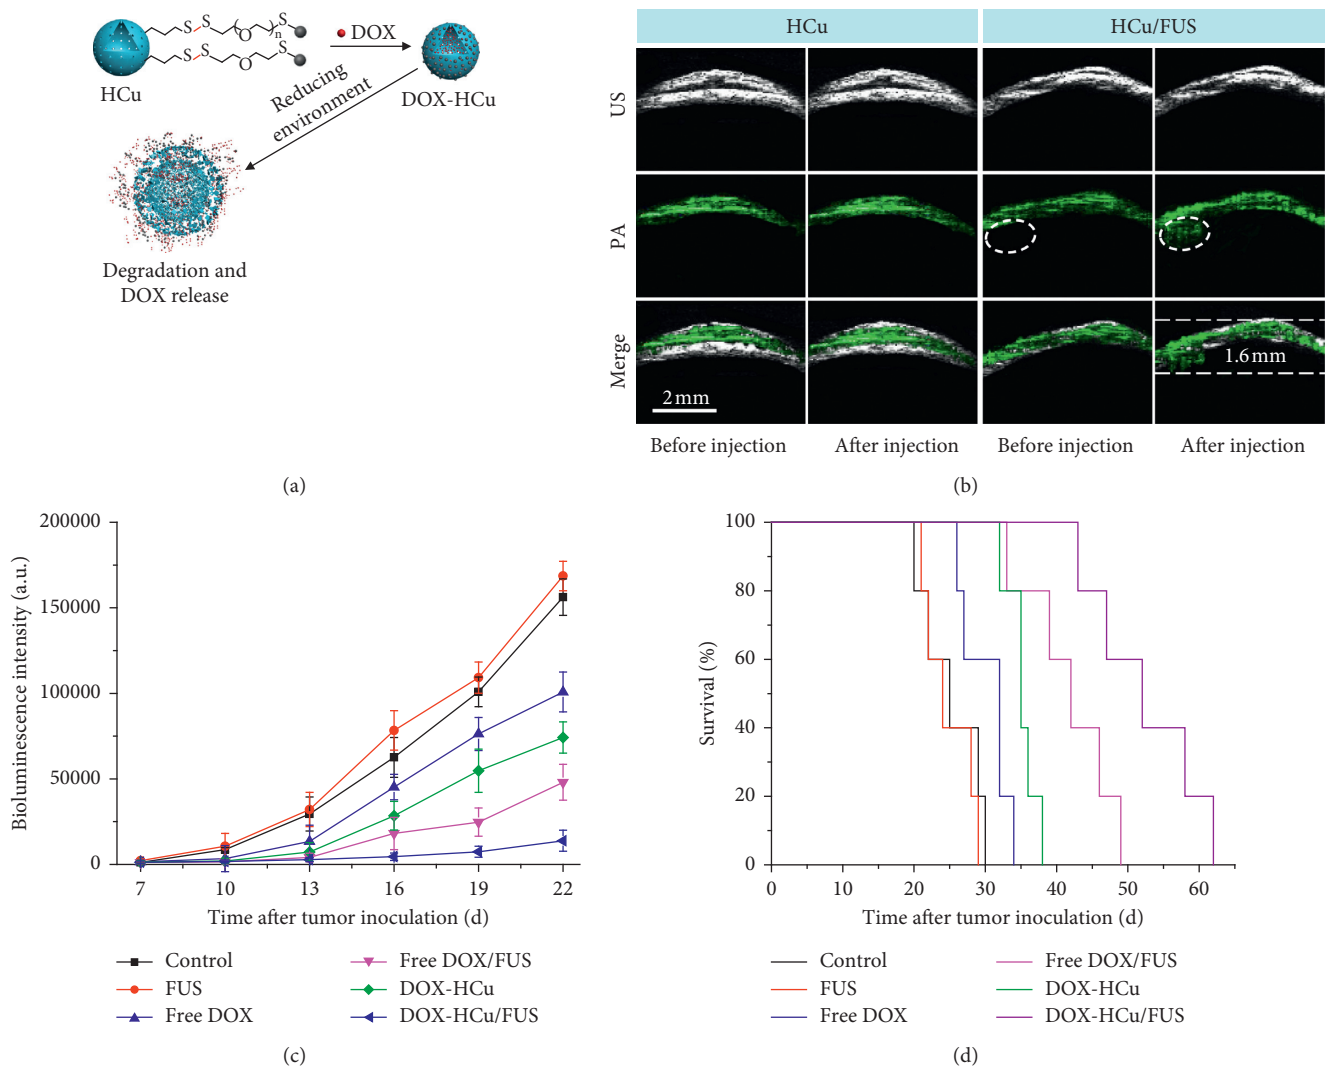 S
S
O
n
S
S
S
O
S
DOX
HCu
DOX-HCu
Reducing
environment
Degradation and
DOX release
(a)
HCu
HCu/FUS
US
PA
Merge
2 mm
1.6 mm
Before injection
After injection
Before injection
After injection
(b)
Bioluminescence intensity (a.u.)
200000
150000
100000
50000
0
7
10
13
16
19
22
Time after tumor inoculation (d)
Control
FUS
Free DOX
Free DOX/FUS
DOX-HCu
DOX-HCu/FUS
(c)
Survival (%)
100
80
60
40
20
0
0
10
20
30
40
50
60
Time after tumor inoculation (d)
Control
FUS
Free DOX
Free DOX/FUS
DOX-HCu
DOX-HCu/FUS
(d)